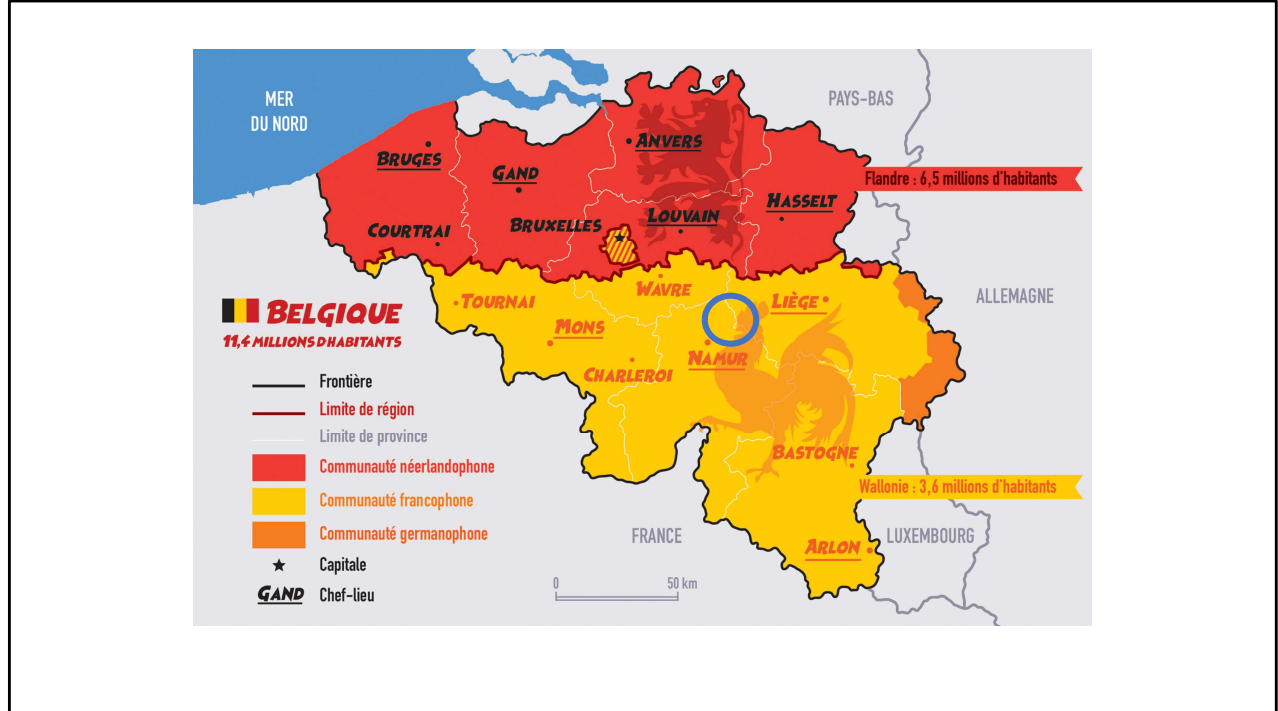 MER
DU NORD
PAYS-BAS
ANVERS
BRUGES
GAND
Flandre : 6,5 millions d'habitants
HASSELT
LOUVAIN
BRUXELLES
COURTRAI
WAVRE
ALLEMAGNE
TOURNAI
LIÈGE
BELGIQUE
11,4 MILLIONS DHABITANTS
MONS
NAMUR
CHARLEROI
Frontière
Limite de région
Limite de province
Communauté néerlandophone
Communauté francophone
Communauté germanophone
Capitale
GAND Chef-lieu
BASTOGNE
Wallonie : 3,6 millions d'habitants
FRANCE
LUXEMBOURG
ARLON
0 50 km